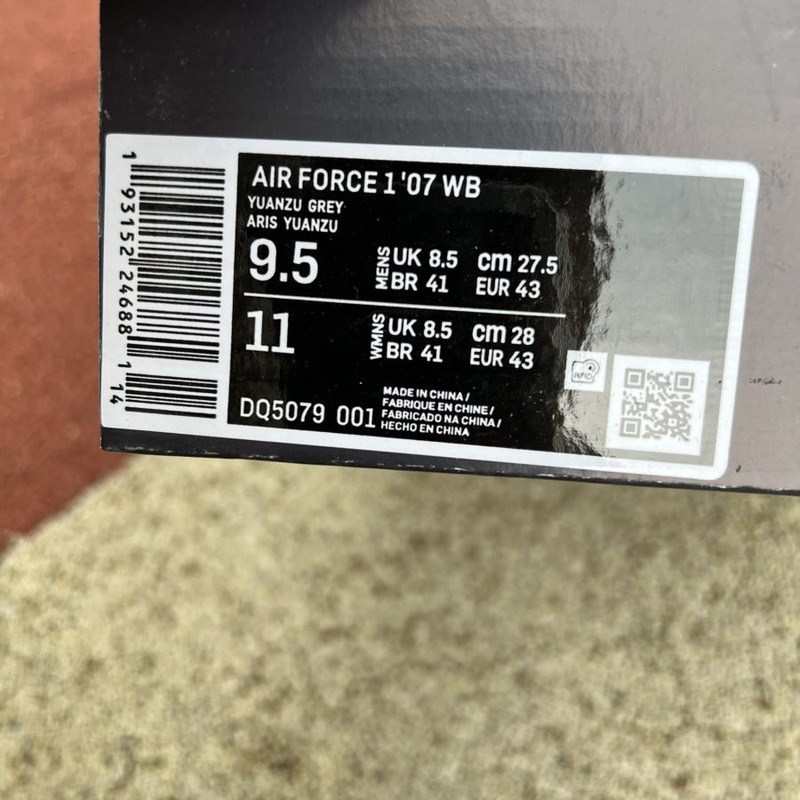 AIR FORCE 1 '07 WB
YUANZU GREY
ARIS YUANZU
9.5 MENS UK 8.5 cm 27.5
BR 41 EUR 43
11 WMNS UK 8.5 cm 28
BR 41 EUR 43
DQ5079 001
MADE IN CHINA /
FABRIQUE EN CHINE /
FABRICADO NA CHINA /
HECHO EN CHINA
1 93152 24688 1 14